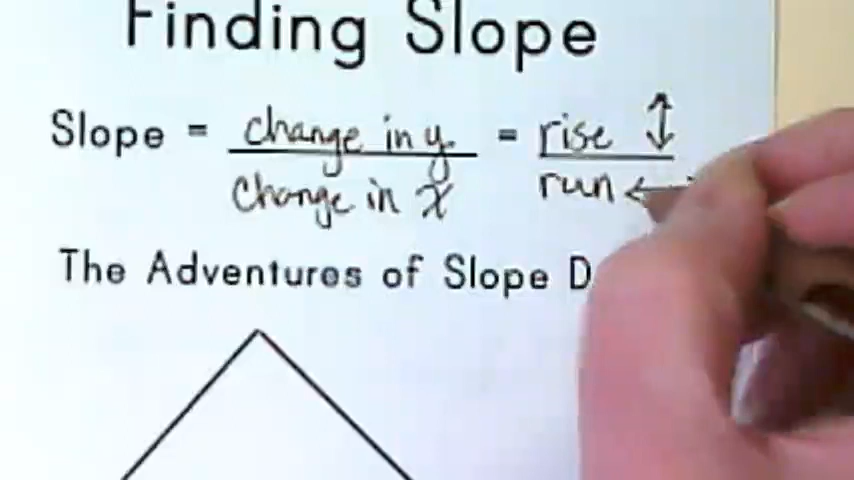 Finding Slope
Slope = change in y = rise ↕
change in x run ←
The Adventures of Slope D